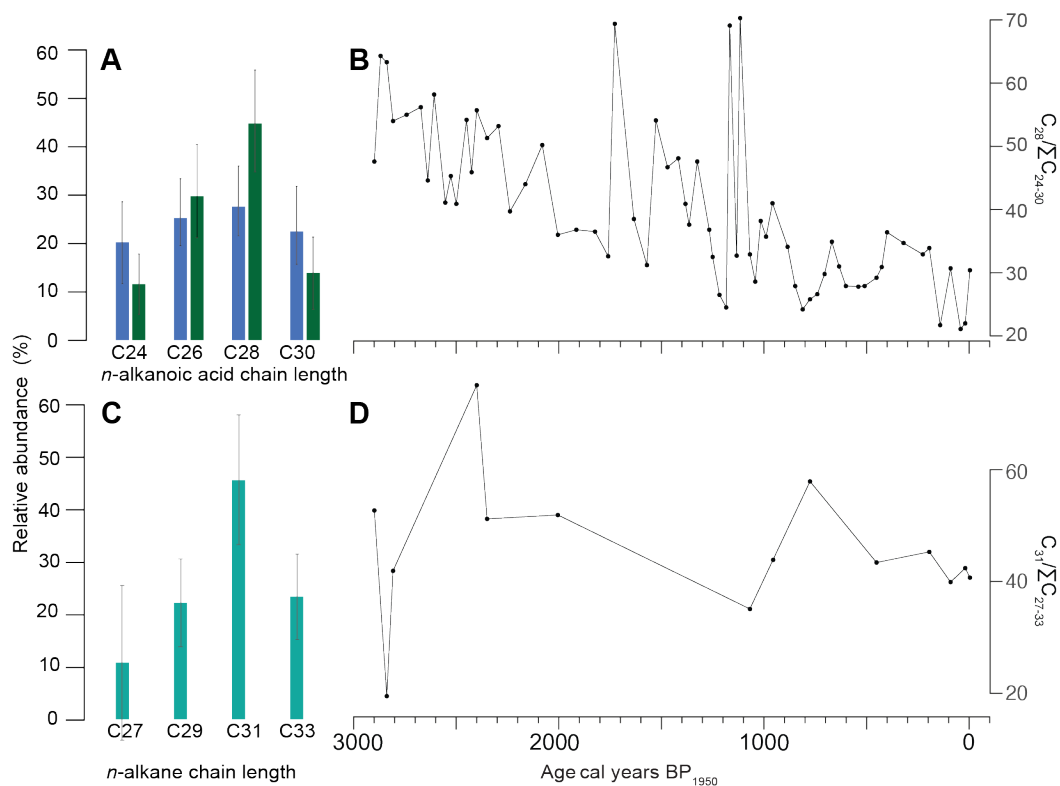 A
B
60
50
40
30
20
10
0
C24 C26 C28 C30
n-alkanoic acid chain length
70
60
50
40
30
20
C28/ΣC24-30
Relative abundance (%)
C
D
60
50
40
30
20
10
0
C27 C29 C31 C33
n-alkane chain length
60
40
20
C31/ΣC27-33
3000 2000 1000 0
Age cal years BP1950